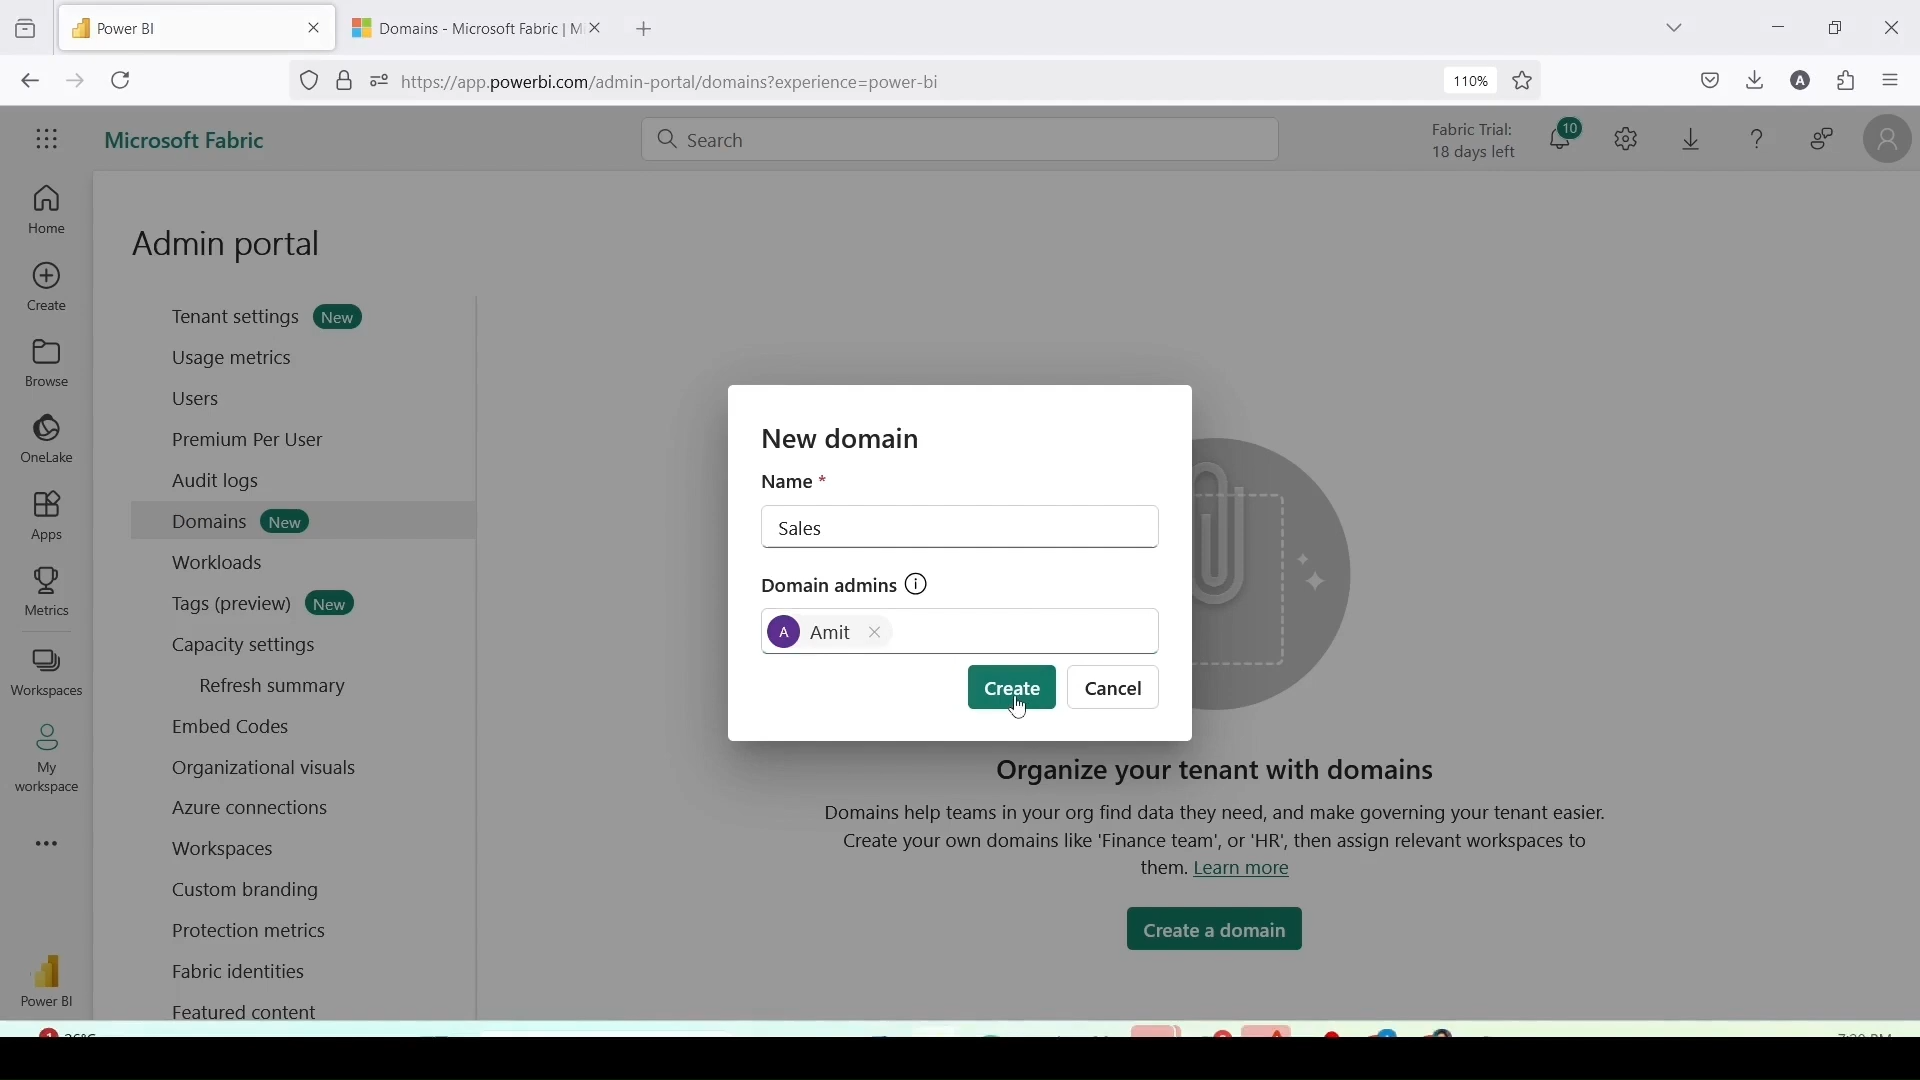 Power BI
Domains - Microsoft Fabric | Mi
https://app.powerbi.com/admin-portal/domains?experience=power-bi
110%
A
Microsoft Fabric
Search
Fabric Trial:
18 days left
10
Home
Create
Browse
OneLake
Apps
Metrics
Workspaces
My
workspace
Power BI
Admin portal
Tenant settings New
Usage metrics
Users
Premium Per User
Audit logs
Domains New
Workloads
Tags (preview) New
Capacity settings
Refresh summary
Embed Codes
Organizational visuals
Azure connections
Workspaces
Custom branding
Protection metrics
Fabric identities
Featured content
New domain
Name *
Sales
Domain admins
A Amit
Create Cancel
Organize your tenant with domains
Domains help teams in your org find data they need, and make governing your tenant easier.
Create your own domains like 'Finance team', or 'HR', then assign relevant workspaces to
them. Learn more
Create a domain